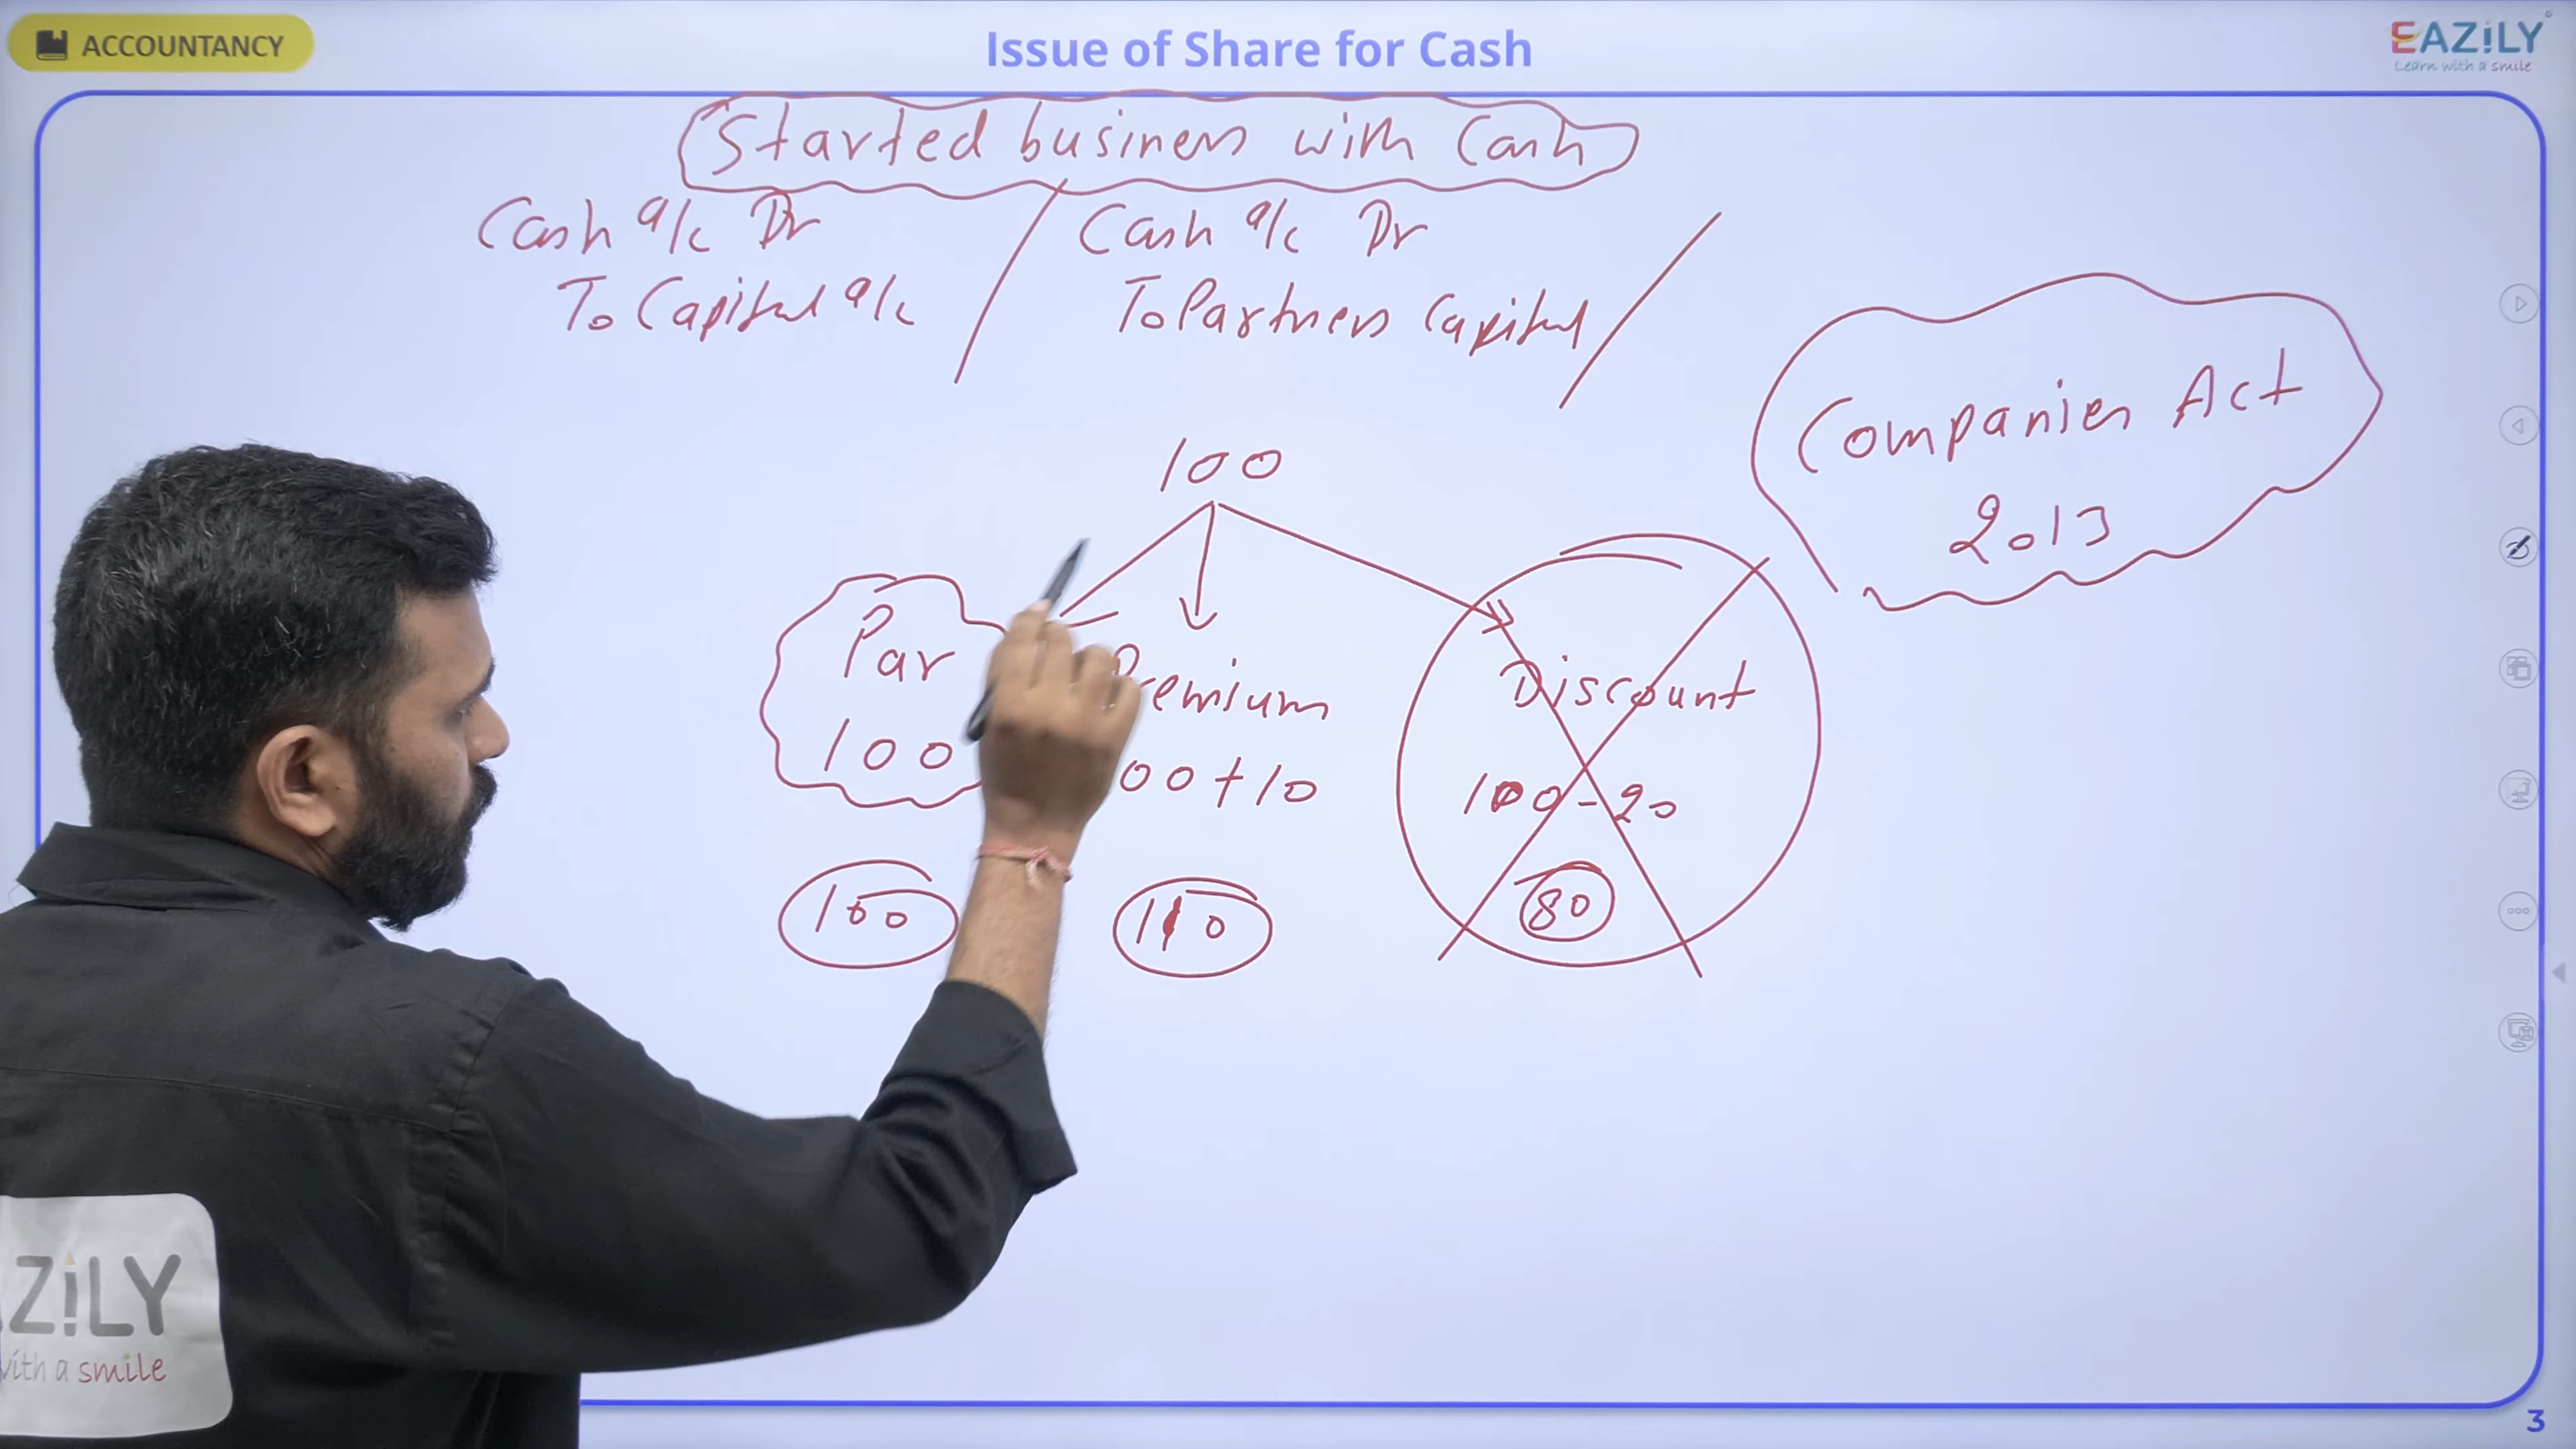 ACCOUNTANCY
Issue of Share for Cash
EAZiLY
Learn with a smile
Started business with Cash
Cash a/c Dr
To Capital a/c
Cash a/c Dr
To Partners Capital
Companies Act
2013
100
Par
100
100
Premium
00+10
110
Discount
100-20
80
ZiLY
with a smile
3